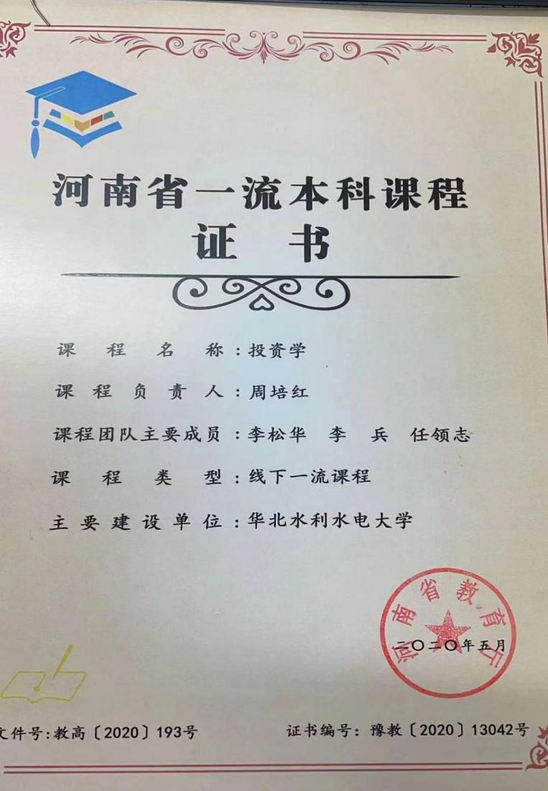 河南省一流本科课程
证书
课程名称：投资学
课程负责人：周培红
课程团队主要成员：李松华 李兵 任领志
课程类型：线下一流课程
主要建设单位：华北水利水电大学
河南省教育厅
二〇二〇年五月
文件号：教高〔2020〕193号
证书编号：豫教〔2020〕13042号